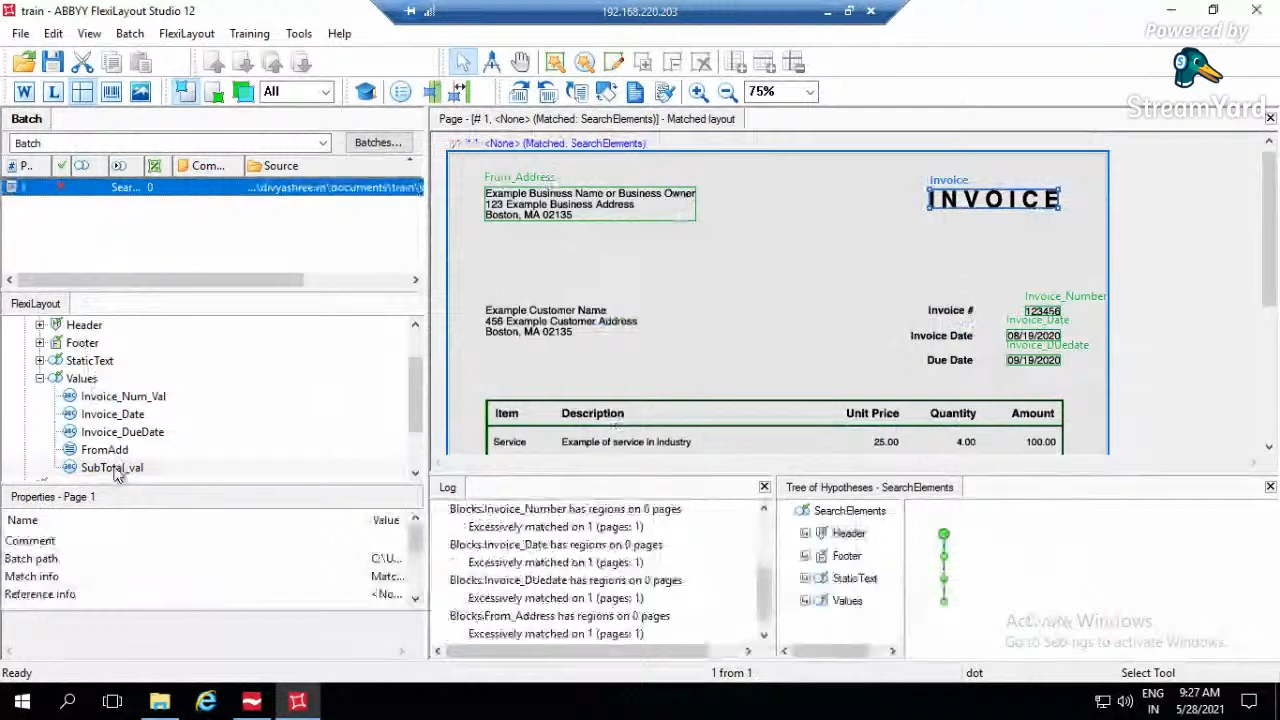 train - ABBYY FlexiLayout Studio 12
192.168.220.203
Powered by
StreamYard
File Edit View Batch FlexiLayout Training Tools Help
W L All 75%
Batch
Page - [# 1, <None> (Matched: SearchElements)] - Matched layout
Batch
Batches...
# P... Com... Source
Sear... 0 ...\divyashree.m\documents\train\
<None> (Matched, SearchElements)
From_Address
Example Business Name or Business Owner
123 Example Business Address
Boston, MA 02135
Invoice
INVOICE
Example Customer Name
456 Example Customer Address
Boston, MA 02135
Invoice_Number
Invoice # 123456
Invoice_Date
Invoice Date 08/19/2020
Invoice_DUedate
Due Date 09/19/2020
Item Description Unit Price Quantity Amount
Service Example of service in industry 25.00 4.00 100.00
FlexiLayout
Header
Footer
StaticText
Values
Invoice_Num_Val
Invoice_Date
Invoice_DueDate
FromAdd
SubTotal_val
Properties - Page 1
Name Value
Comment
Batch path C:\U...
Match info Matc...
Reference info <No...
Log
Blocks.Invoice_Number has regions on 0 pages
Excessively matched on 1 (pages: 1)
Blocks.Invoice_Date has regions on 0 pages
Excessively matched on 1 (pages: 1)
Blocks.Invoice_DUedate has regions on 0 pages
Excessively matched on 1 (pages: 1)
Blocks.From_Address has regions on 0 pages
Excessively matched on 1 (pages: 1)
Tree of Hypotheses - SearchElements
SearchElements
Header
Footer
StaticText
Values
Activate Windows
Go to Settings to activate Windows.
Ready
1 from 1
dot
Select Tool
ENG
IN
9:27 AM
5/28/2021